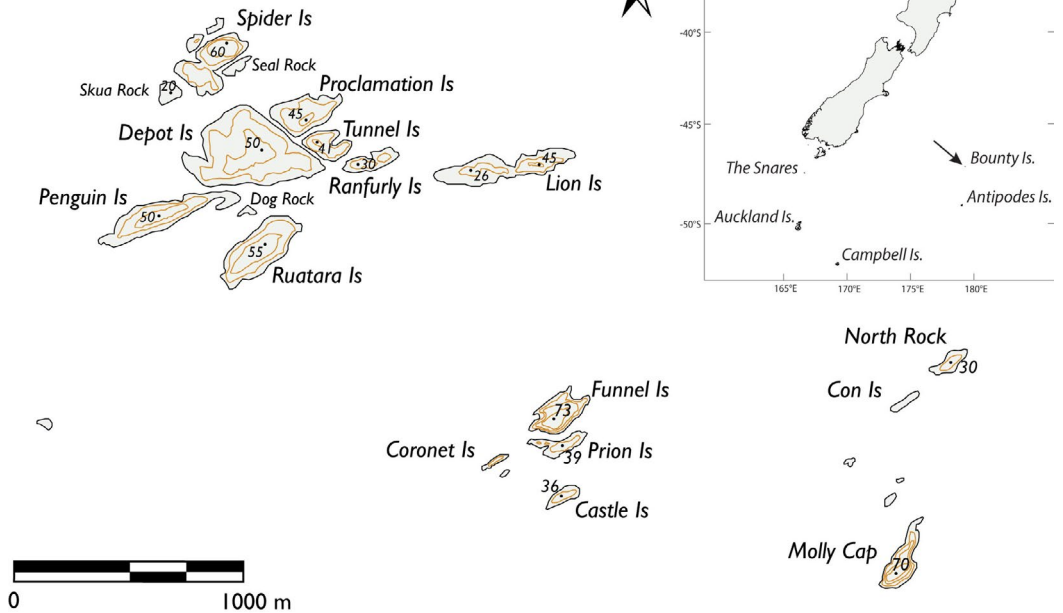 Spider Is
60
Seal Rock
Skua Rock
20
Proclamation Is
45
Depot Is
50
Tunnel Is
41
30
Ranfurly Is
26
45
Lion Is
Penguin Is
50
Dog Rock
55
Ruatara Is
-40°S
-45°S
-50°S
The Snares
Bounty Is.
Antipodes Is.
Auckland Is.
Campbell Is.
165°E
170°E
175°E
180°E
North Rock
30
Con Is
Funnel Is
73
Coronet Is
Prion Is
39
36
Castle Is
Molly Cap
70
0
1000 m